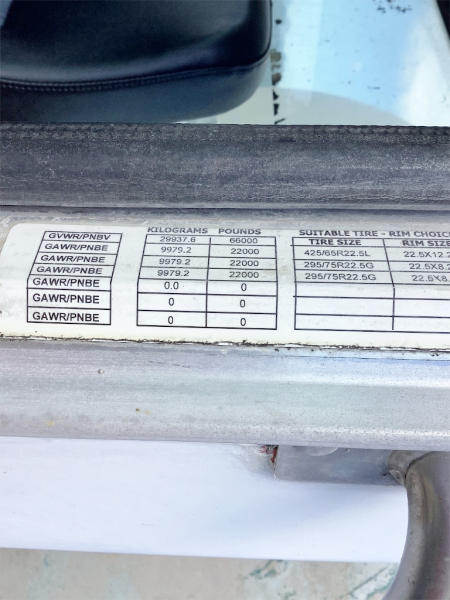 KILOGRAMS POUNDS SUITABLE TIRE - RIM CHOIC
GVWR/PNBV 29937.6 66000 TIRE SIZE RIM SIZE
GAWR/PNBE 9979.2 22000 425/65R22.5L 22.5X12.2
GAWR/PNBE 9979.2 22000 295/75R22.5G 22.5X8.2
GAWR/PNBE 9979.2 22000 295/75R22.5G 22.5X8.
GAWR/PNBE 0.0 0
GAWR/PNBE 0 0
GAWR/PNBE 0 0